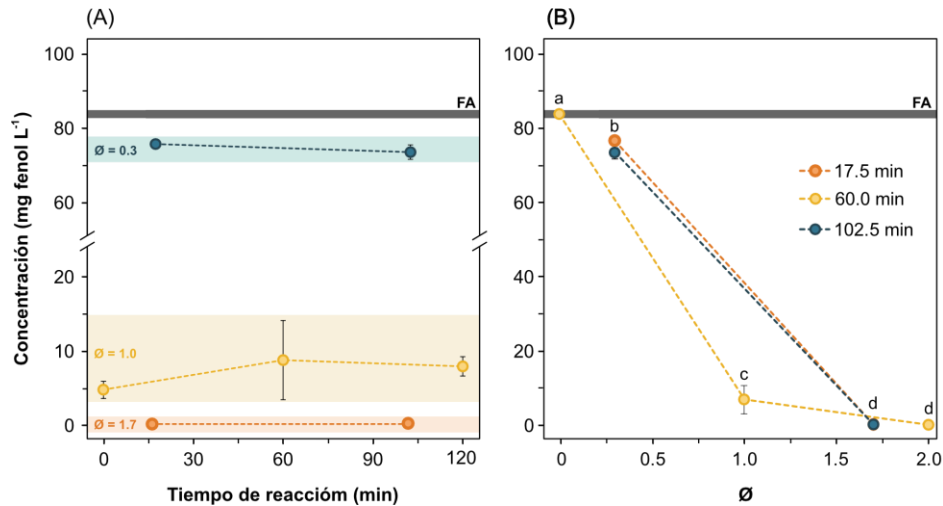 (A)
(B)
Concentración (mg fenol L⁻¹)
100
80
60
20
10
0
FA
Ø = 0.3
Ø = 1.0
Ø = 1.7
0
30
60
90
120
Tiempo de reaccióm (min)
100
80
60
40
20
0
a
FA
b
17.5 min
60.0 min
102.5 min
c
d
d
0
0.5
1.0
1.5
2.0
Ø